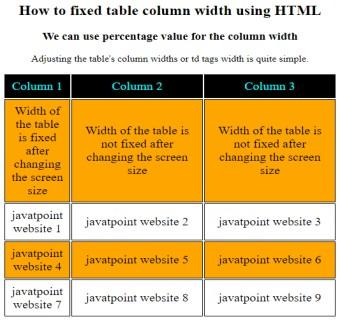 How to fixed table column width using HTML
We can use percentage value for the column width
Adjusting the table's column widths or td tags width is quite simple.
Column 1 Column 2 Column 3
Width of
the table
is fixed
after
changing
the screen
size
Width of the table is
not fixed after
changing the screen
size
Width of the table is
not fixed after
changing the screen
size
javatpoint
website 1
javatpoint website 2
javatpoint website 3
javatpoint
website 4
javatpoint website 5
javatpoint website 6
javatpoint
website 7
javatpoint website 8
javatpoint website 9